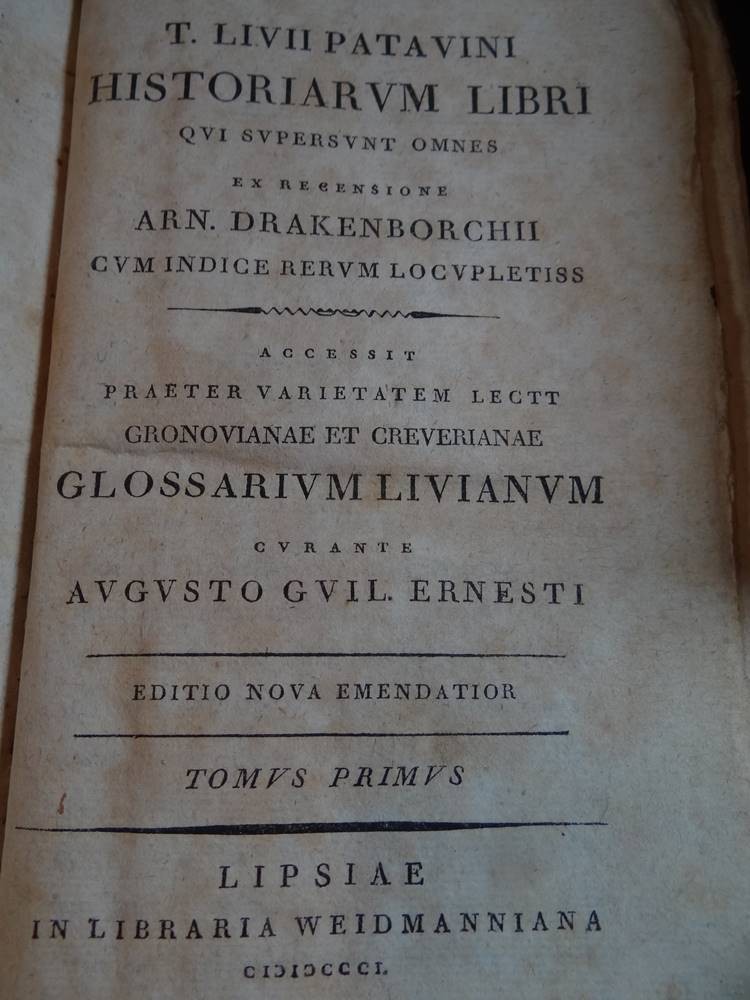 T. LIVII PATAVINI
HISTORIARVM LIBRI
QVI SVPERSVNT OMNES
EX RECENSIONE
ARN. DRAKENBORCHII
CVM INDICE RERVM LOCVPLETISS
ACCESSIT
PRAETER VARIETATEM LECTT
GRONOVIANAE ET CREVERIANAE
GLOSSARIVM LIVIANVM
CVRANTE
AVGVSTO GVIL. ERNESTI
EDITIO NOVA EMENDATIOR
TOMVS PRIMVS
LIPSIAE
IN LIBRARIA WEIDMANNIANA
CIƆIƆCCCI.